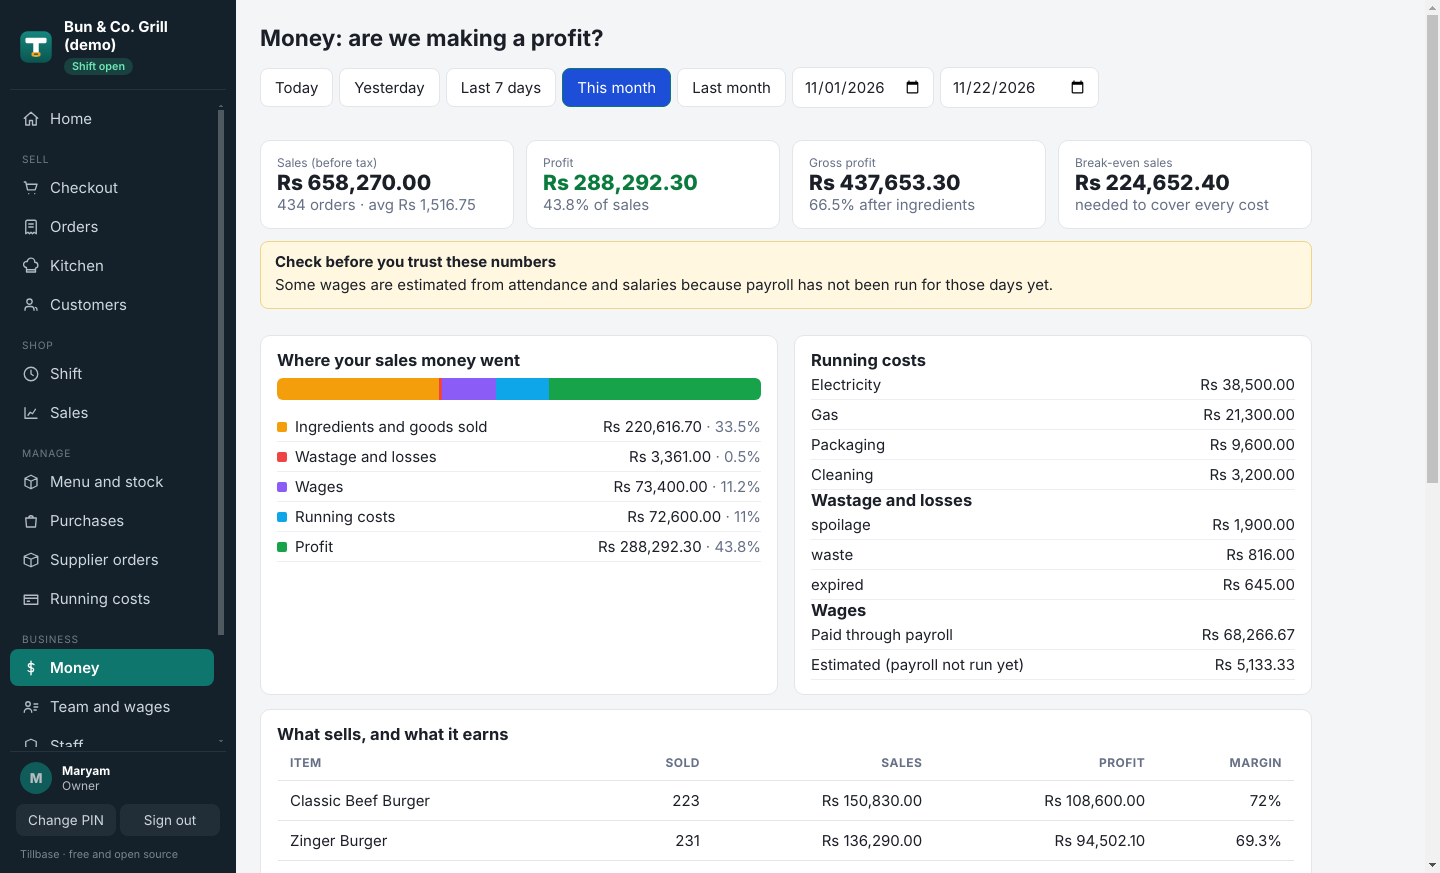 Bun & Co. Grill
(demo)
Shift open
Home
SELL
Checkout
Orders
Kitchen
Customers
SHOP
Shift
Sales
MANAGE
Menu and stock
Purchases
Supplier orders
Running costs
BUSINESS
$ Money
Team and wages
Staff
M
Maryam
Owner
Change PIN
Sign out
Tillbase · free and open source
Money: are we making a profit?
Today
Yesterday
Last 7 days
This month
Last month
11/01/2026
11/22/2026
Sales (before tax)
Rs 658,270.00
434 orders · avg Rs 1,516.75
Profit
Rs 288,292.30
43.8% of sales
Gross profit
Rs 437,653.30
66.5% after ingredients
Break-even sales
Rs 224,652.40
needed to cover every cost
Check before you trust these numbers
Some wages are estimated from attendance and salaries because payroll has not been run for those days yet.
Where your sales money went
Ingredients and goods sold Rs 220,616.70 · 33.5%
Wastage and losses Rs 3,361.00 · 0.5%
Wages Rs 73,400.00 · 11.2%
Running costs Rs 72,600.00 · 11%
Profit Rs 288,292.30 · 43.8%
Running costs
Electricity Rs 38,500.00
Gas Rs 21,300.00
Packaging Rs 9,600.00
Cleaning Rs 3,200.00
Wastage and losses
spoilage Rs 1,900.00
waste Rs 816.00
expired Rs 645.00
Wages
Paid through payroll Rs 68,266.67
Estimated (payroll not run yet) Rs 5,133.33
What sells, and what it earns
ITEM SOLD SALES PROFIT MARGIN
Classic Beef Burger 223 Rs 150,830.00 Rs 108,600.00 72%
Zinger Burger 231 Rs 136,290.00 Rs 94,502.10 69.3%